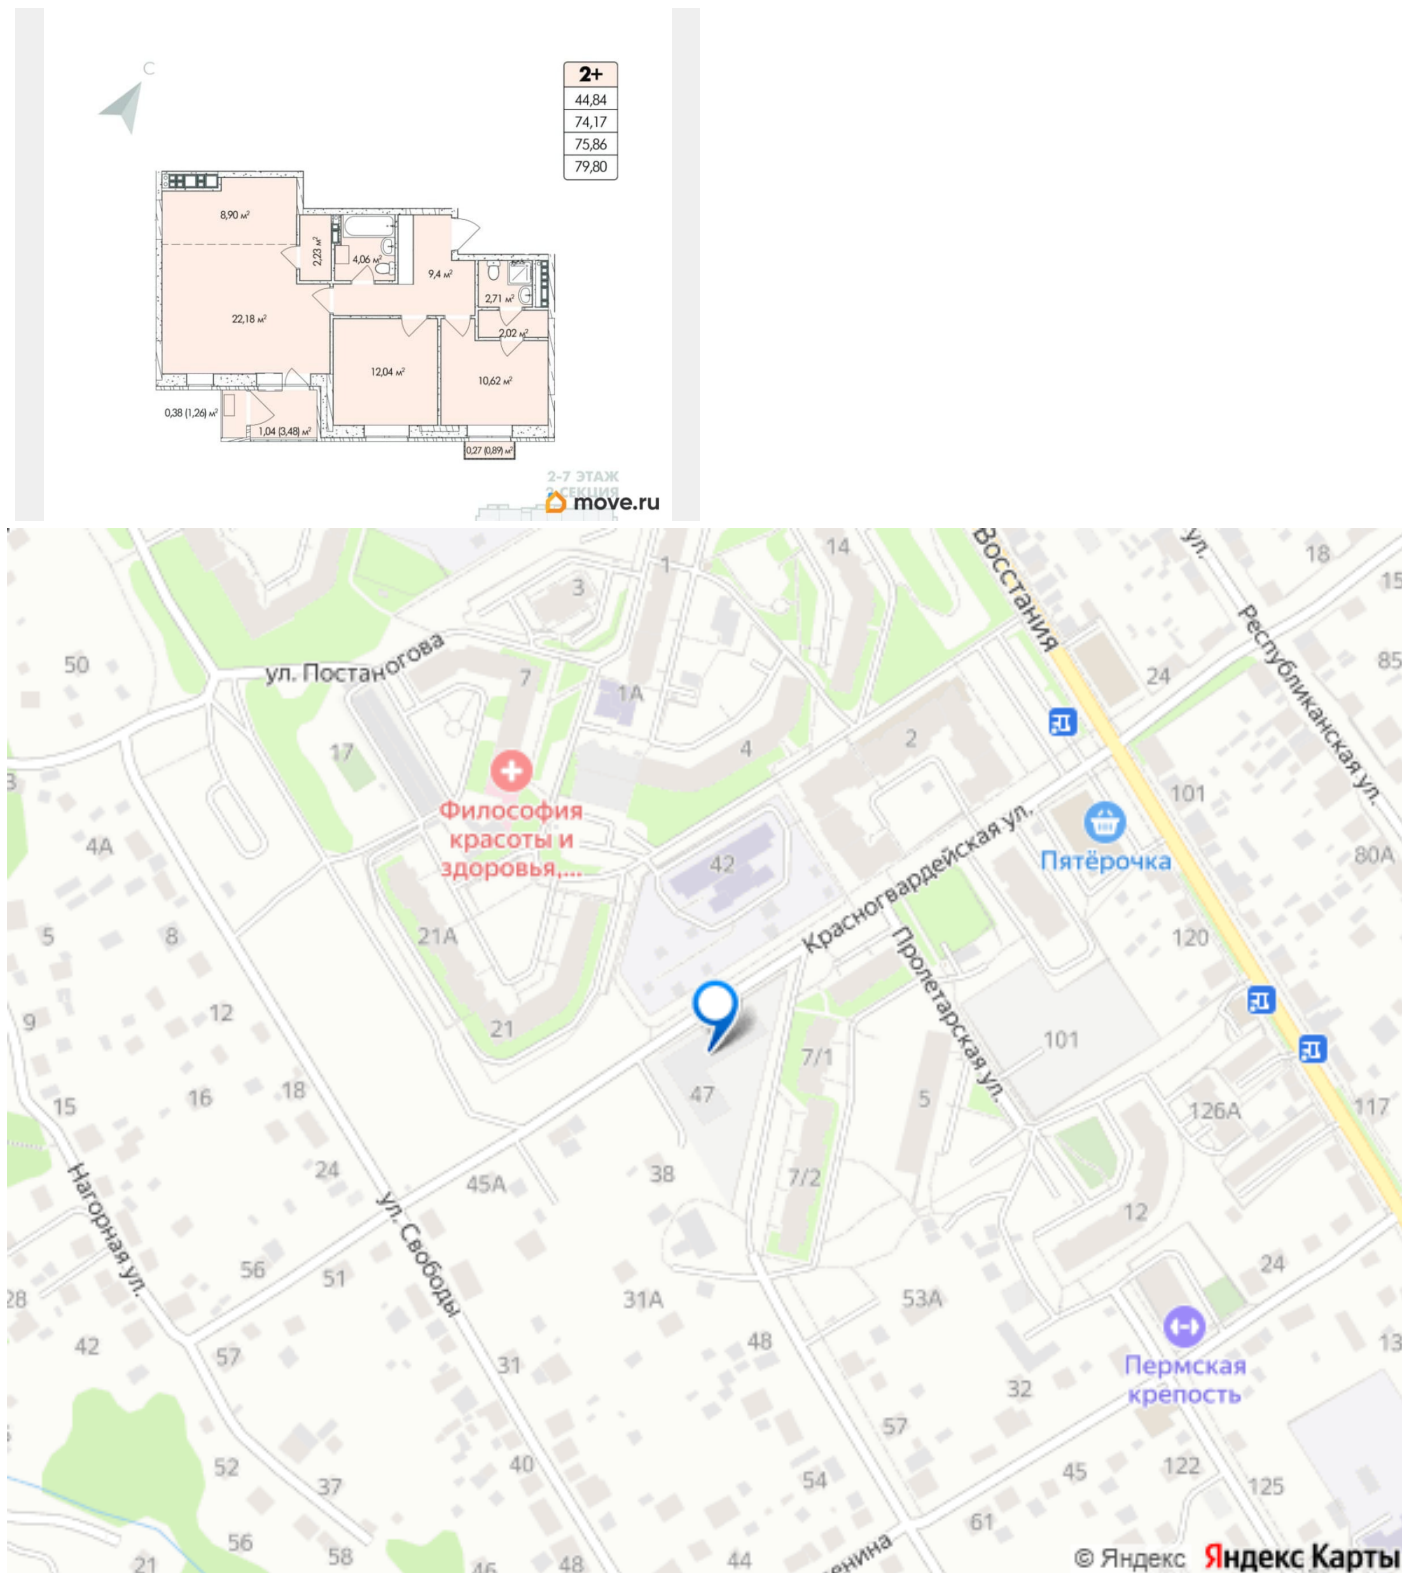 С
2+
44,84
74,17
75,86
79,80
8,90 м²
2,23 м²
4,06 м²
9,4 м²
2,71 м²
2,02 м²
22,18 м²
12,04 м²
10,62 м²
0,38 (1,26) м²
1,04 (3,48) м²
0,27 (0,89) м²
2-7 ЭТАЖ
2 СЕКЦИЯ
move.ru
Восстания
ул.
14
18
1
3
15
50
ул. Постаногова
Республиканская ул.
85
7
1А
24
17
4
2
3
101
Философия
красоты и
здоровья,...
Пятёрочка
4А
42
80А
Красногвардейская ул.
5
8
21А
Пролетарская ул.
120
9
12
21
7/1
101
15
16
18
47
5
126А
117
Нагорная ул.
24
45А
38
7/2
12
ул. Свободы
56
51
31А
53А
24
28
42
57
31
48
Пермская
крепость
13
32
57
52
37
40
54
45
122
125
61
56
58
21
46
48
44
енина
© Яндекс Яндекс Карты